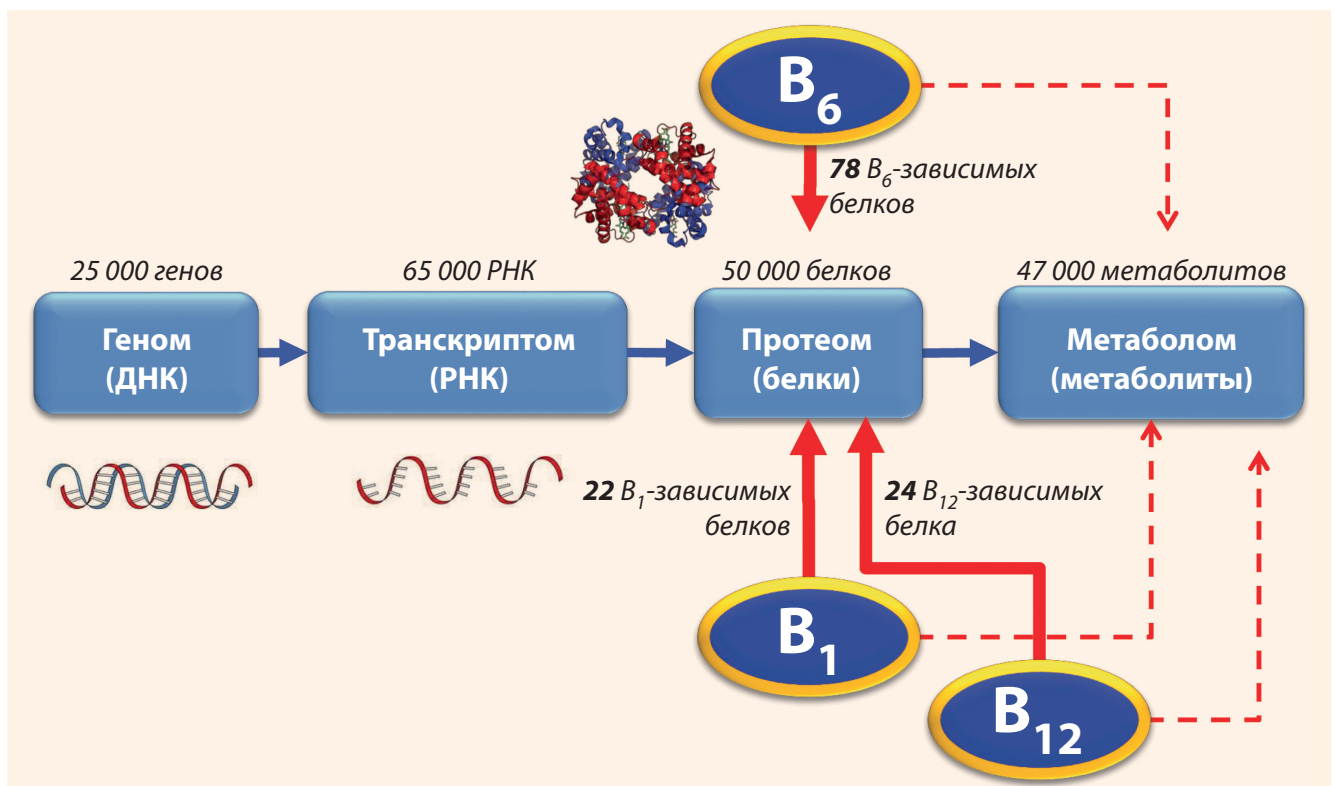 B6
78 B6-зависимых
белков
25 000 генов
65 000 РНК
50 000 белков
47 000 метаболитов
Геном
(ДНК)
Транскриптом
(РНК)
Протеом
(белки)
Метаболом
(метаболиты)
22 B1-зависимых
белков
24 B12-зависимых
белка
B1
B12